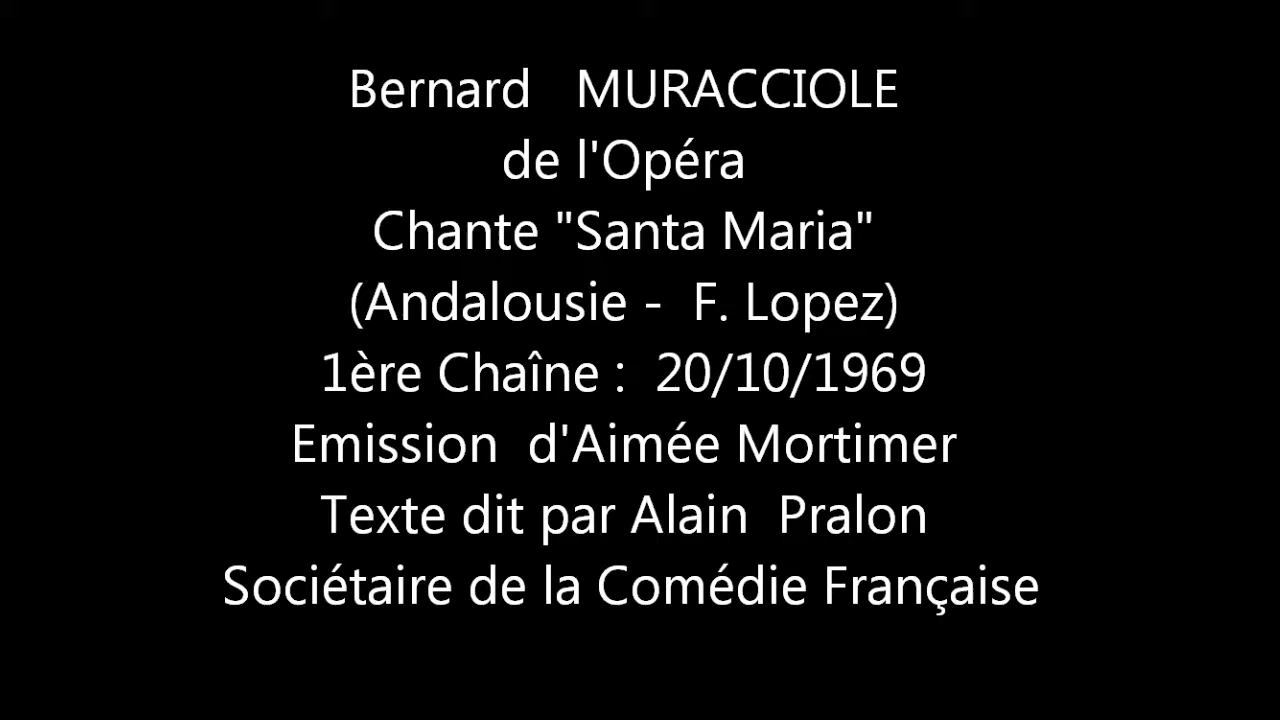 Bernard MURACCIOLE
de l'Opéra
Chante "Santa Maria"
(Andalousie - F. Lopez)
1ère Chaîne : 20/10/1969
Emission d'Aimée Mortimer
Texte dit par Alain Pralon
Sociétaire de la Comédie Française